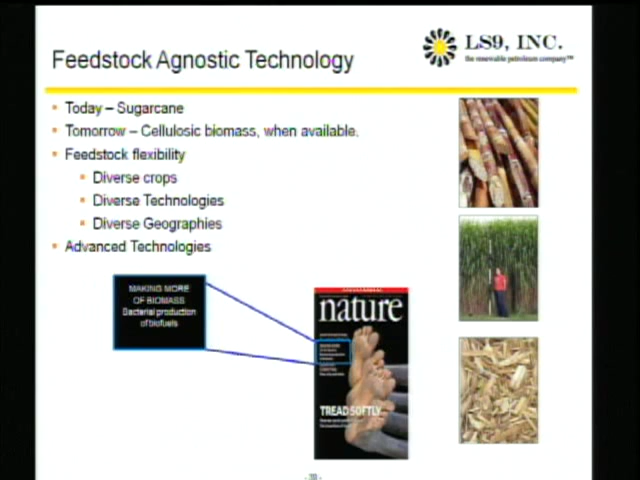 Feedstock Agnostic Technology
LS9, INC.
the renewable petroleum company™
Today – Sugarcane
Tomorrow – Cellulosic biomass, when available.
Feedstock flexibility
Diverse crops
Diverse Technologies
Diverse Geographies
Advanced Technologies
MAKING MORE
OF BIOMASS
Bacterial production
of biofuels
nature
TREAD SOFTLY